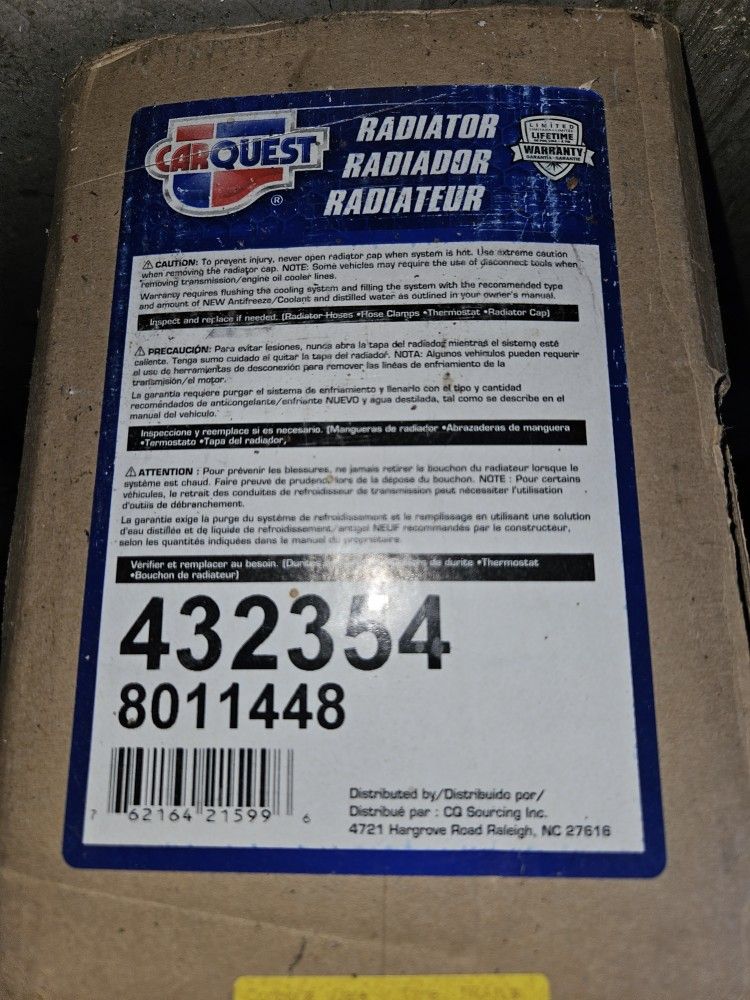 CARQUEST
®
RADIATOR
RADIADOR
RADIATEUR
LIMITED
LIFETIME
WARRANTY
GARANTÍA • GARANTIE
⚠ CAUTION: To prevent injury, never open radiator cap when system is hot. Use extreme caution
when removing the radiator cap. NOTE: Some vehicles may require the use of disconnect tools when
removing transmission/engine oil cooler lines.
Warranty requires flushing the cooling system and filling the system with the recommended type
and amount of NEW Antifreeze/Coolant and distilled water as outlined in your owner's manual.
Inspect and replace if needed. (Radiator Hoses •Hose Clamps •Thermostat •Radiator Cap)
⚠ PRECAUCIÓN: Para evitar lesiones, nunca abra la tapa del radiador mientras el sistema esté
caliente. Tenga sumo cuidado al quitar la tapa del radiador. NOTA: Algunos vehículos pueden requerir
el uso de herramientas de desconexión para remover las líneas de enfriamiento de la
transmisión/el motor.
La garantía requiere purgar el sistema de enfriamiento y llenarlo con el tipo y cantidad
recomendados de anticongelante/enfriante NUEVO y agua destilada, tal como se describe en el
manual del vehículo.
Inspeccione y reemplace si es necesario. (Mangueras de radiador •Abrazaderas de manguera
•Termostato •Tapa del radiador)
⚠ ATTENTION : Pour prévenir les blessures, ne jamais retirer le bouchon du radiateur lorsque le
système est chaud. Faire preuve de prudence lors de la dépose du bouchon. NOTE : Pour certains
véhicules, le retrait des conduites de refroidisseur de transmission peut nécessiter l'utilisation
d'outils de débranchement.
La garantie exige la purge du système de refroidissement et le remplissage en utilisant une solution
d'eau distillée et de liquide de refroidissement/antigel NEUF recommandés par le constructeur,
selon les quantités indiquées dans le manuel du propriétaire.
Vérifier et remplacer au besoin. (Durites de durite •Thermostat
•Bouchon de radiateur)
432354
8011448
7 62164 21599 6
Distributed by/Distribuido por/
Distribué par : CQ Sourcing Inc.
4721 Hargrove Road Raleigh, NC 27616